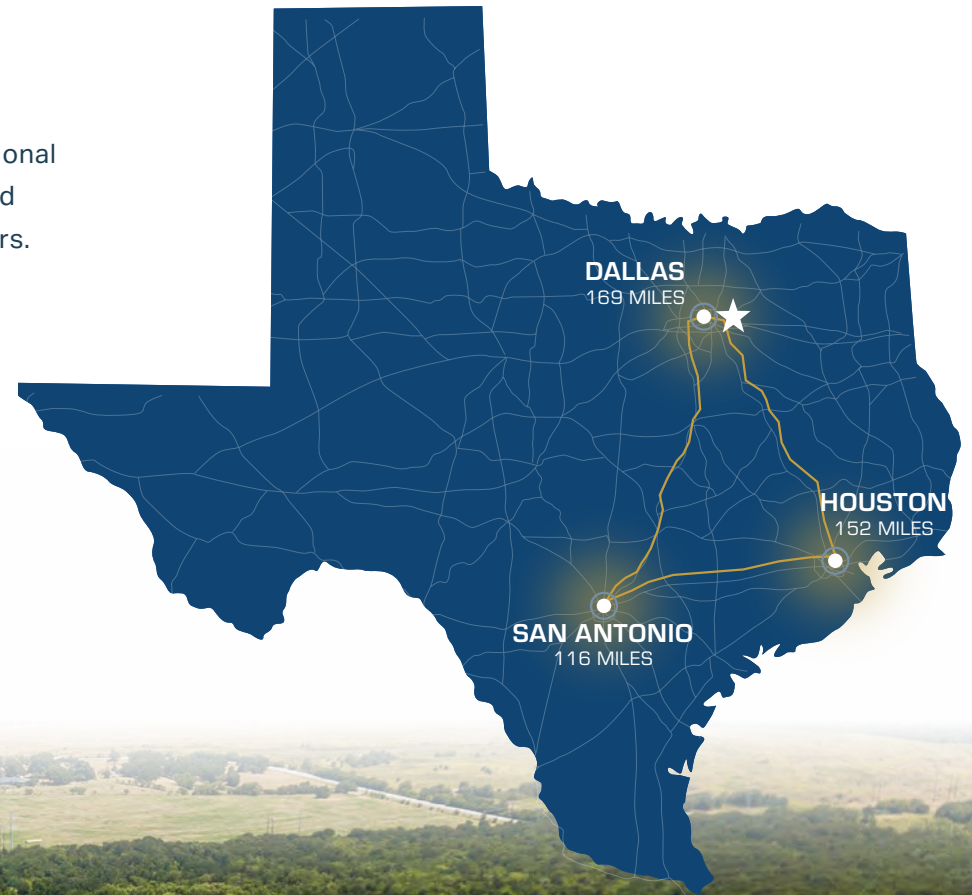 onal
d
rs.
DALLAS
169 MILES
HOUSTON
152 MILES
SAN ANTONIO
116 MILES